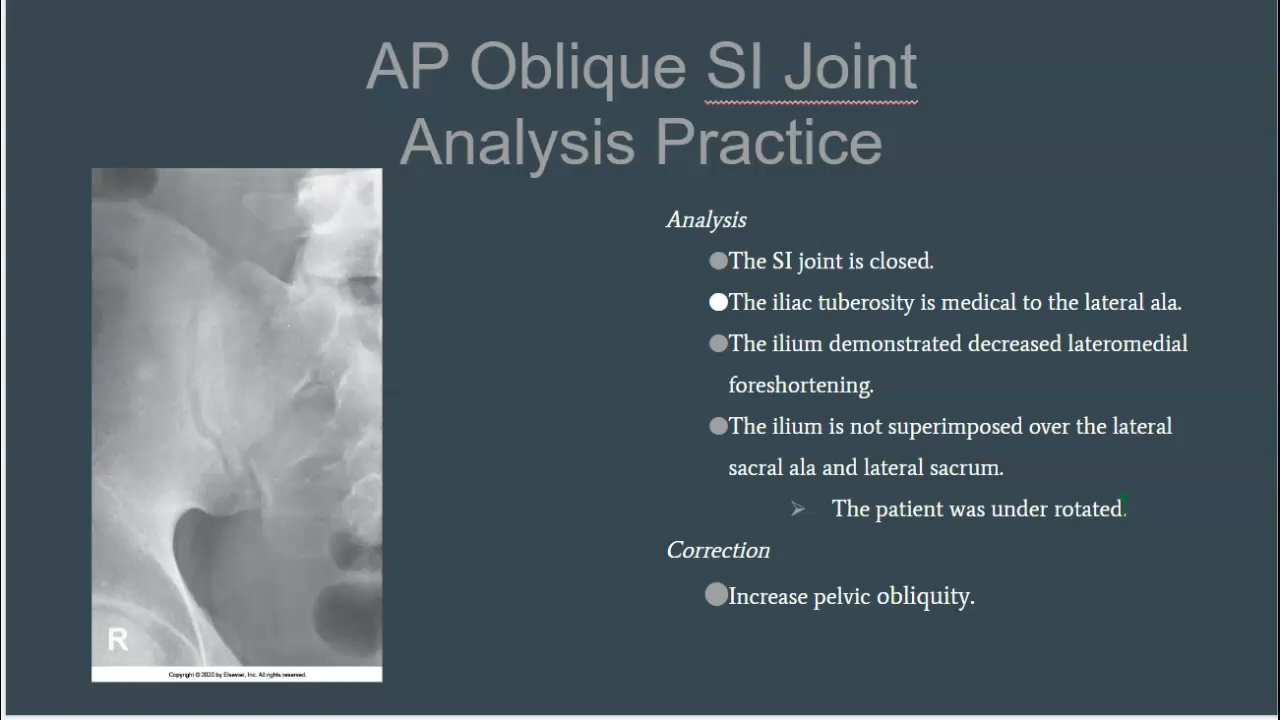 AP Oblique SI Joint
Analysis Practice
Analysis
The SI joint is closed.
The iliac tuberosity is medical to the lateral ala.
The ilium demonstrated decreased lateromedial
foreshortening.
The ilium is not superimposed over the lateral
sacral ala and lateral sacrum.
The patient was under rotated.
Correction
Increase pelvic obliquity.
R
Copyright © 2020 by Elsevier, Inc. All rights reserved.